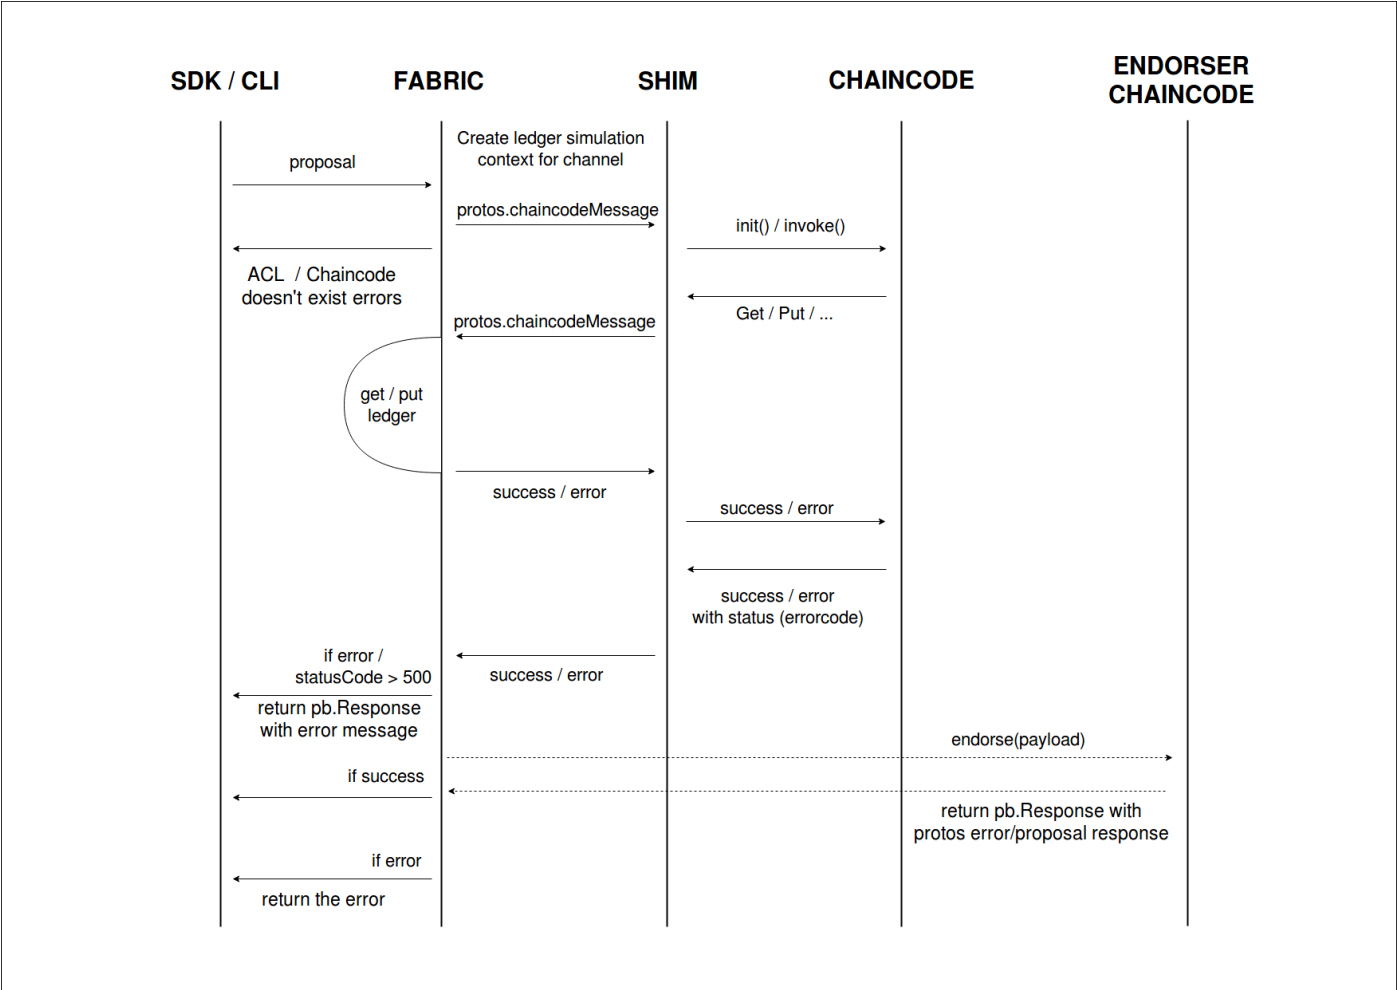 SDK / CLI
FABRIC
SHIM
CHAINCODE
ENDORSER
CHAINCODE
Create ledger simulation
context for channel
proposal
protos.chaincodeMessage
init() / invoke()
ACL  / Chaincode
doesn't exist errors
Get / Put / ...
protos.chaincodeMessage
get / put
ledger
success / error
success / error
success / error
with status (errorcode)
if error /
statusCode > 500
success / error
return pb.Response
with error message
endorse(payload)
if success
return pb.Response with
protos error/proposal response
if error
return the error